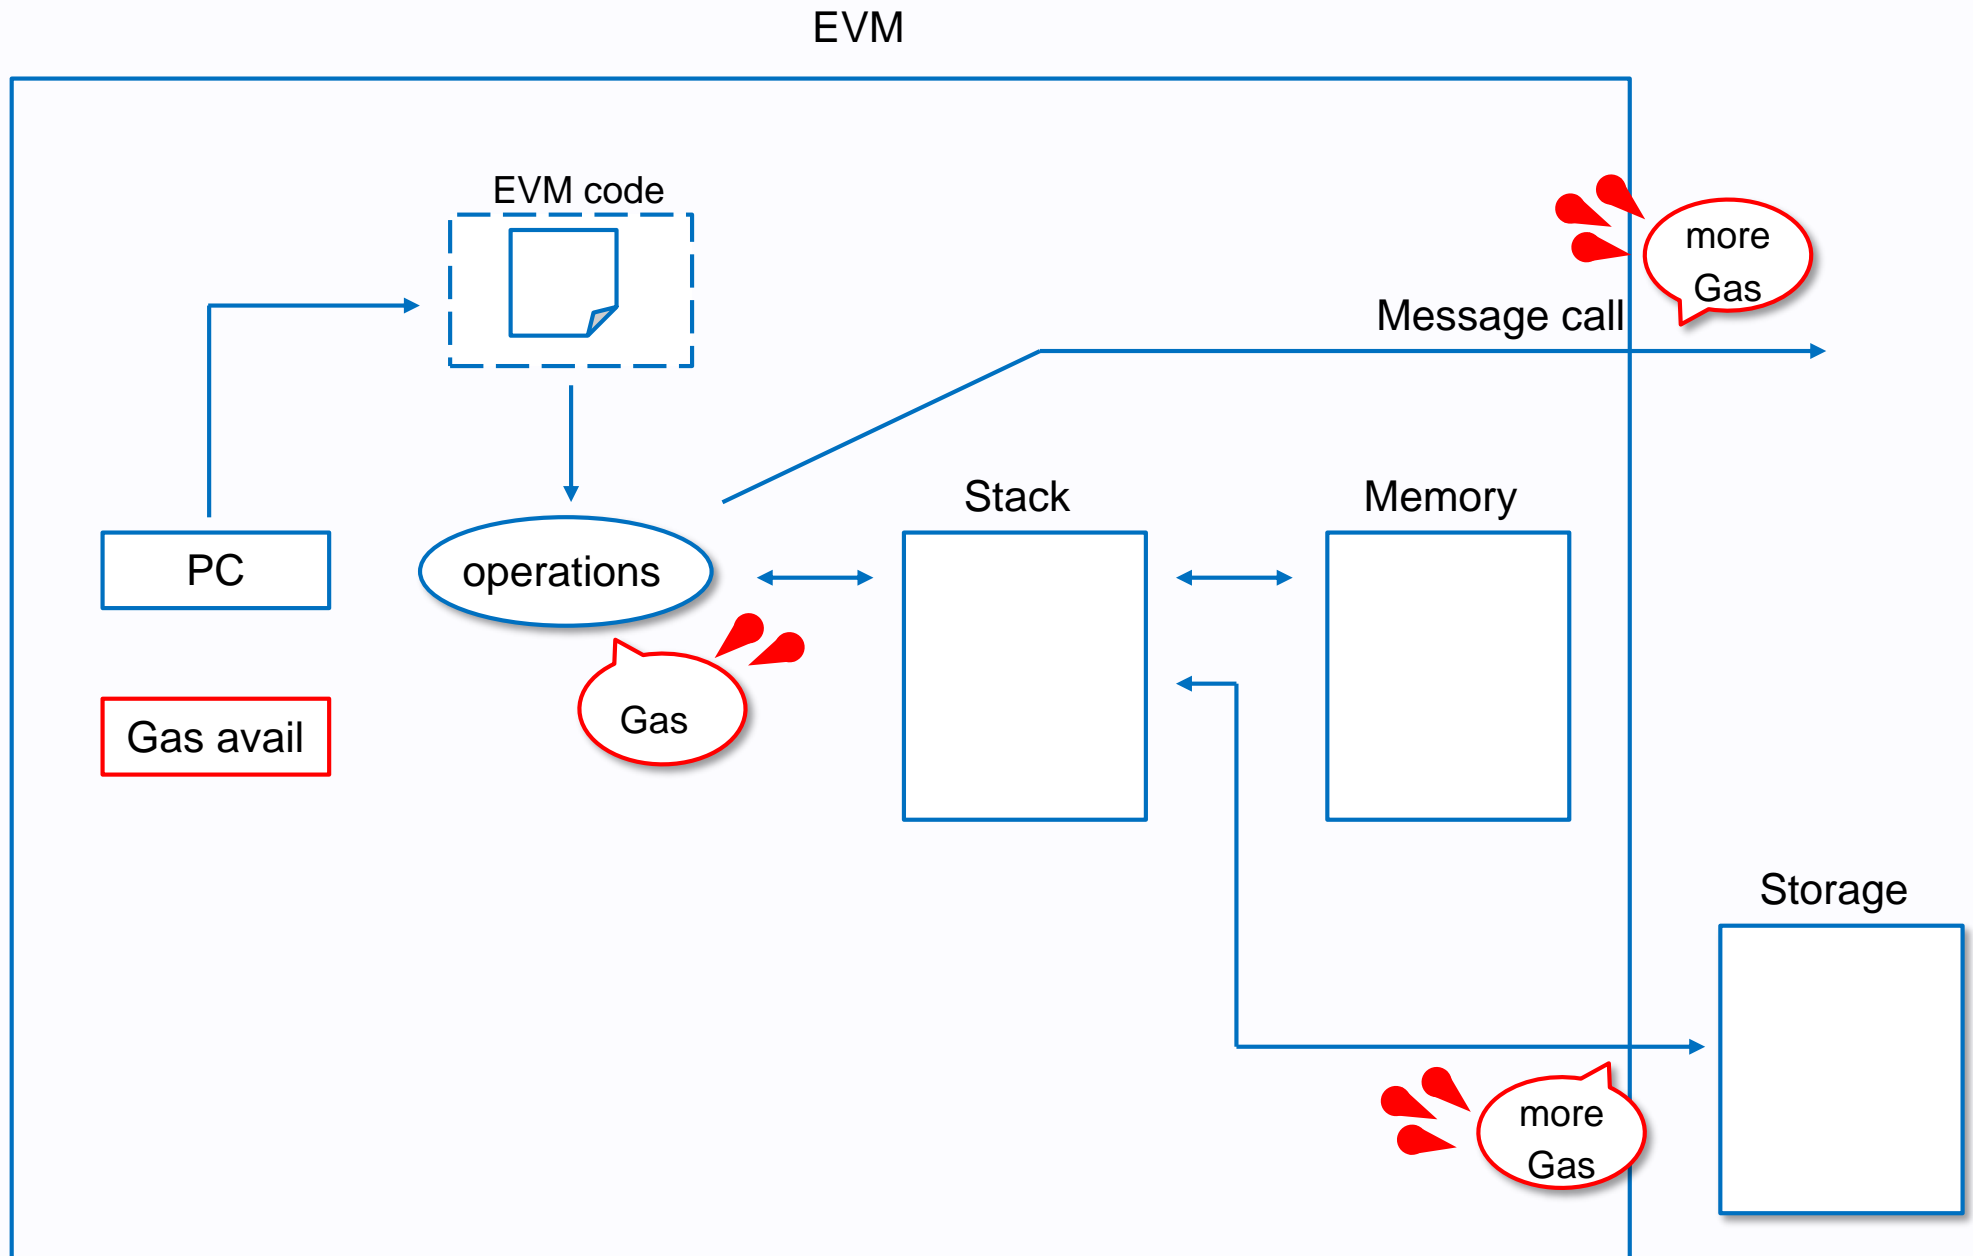 EVM
EVM code
more
Gas
Message call
Stack
Memory
PC
operations
Gas
Gas avail
Storage
more
Gas